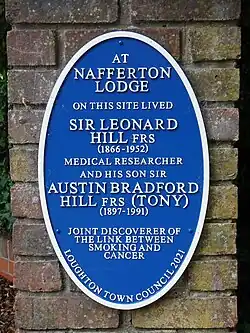 AT
NAFFERTON
LODGE
ON THIS SITE LIVED
SIR LEONARD
HILL FRS
(1866-1952)
MEDICAL RESEARCHER
AND HIS SON SIR
AUSTIN BRADFORD
HILL FRS (TONY)
(1897-1991)
JOINT DISCOVERER OF
THE LINK BETWEEN
SMOKING AND
CANCER
LOUGHTON TOWN COUNCIL 2021